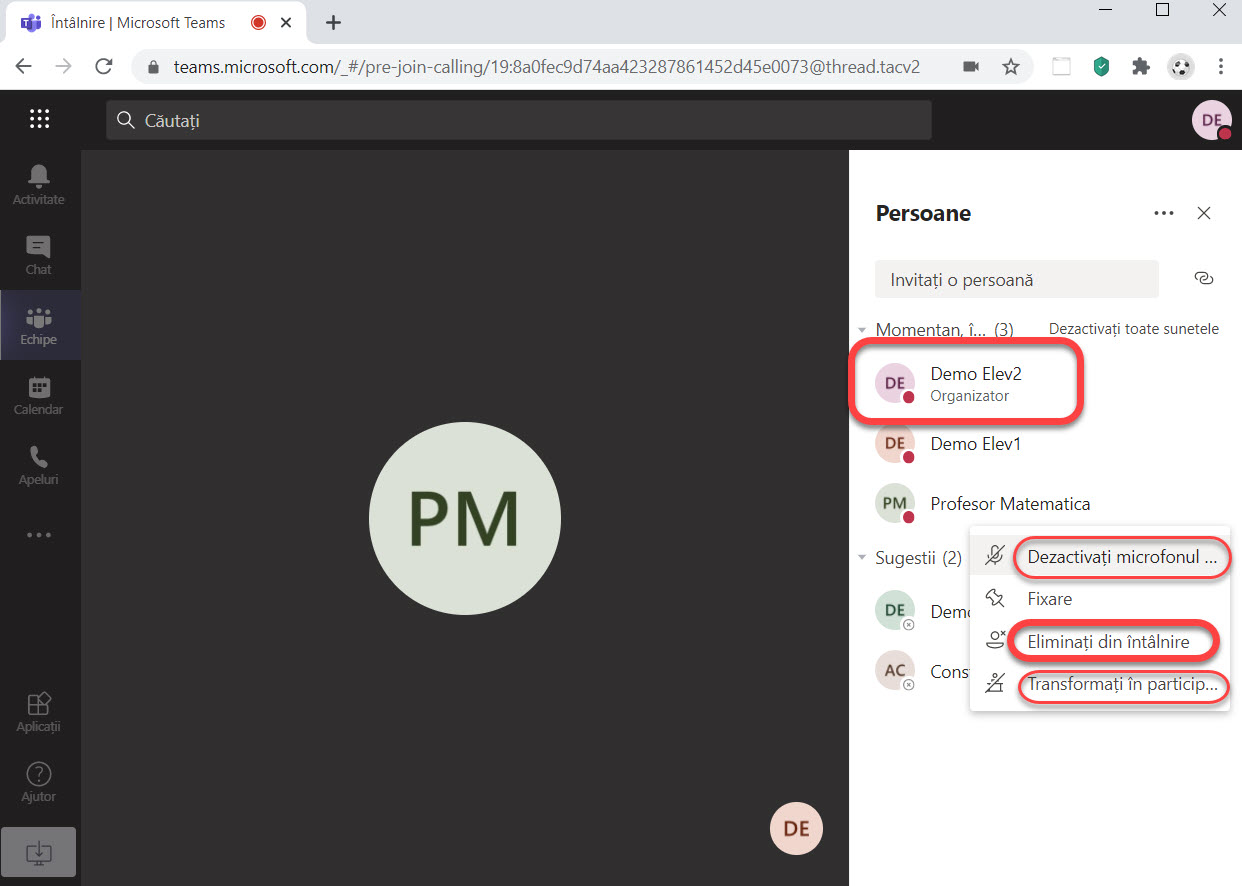 Întâlnire | Microsoft Teams
teams.microsoft.com/_#/pre-join-calling/19:8a0fec9d74aa423287861452d45e0073@thread.tacv2
Căutați
DE
Activitate
Chat
Echipe
Calendar
Apeluri
Aplicații
Ajutor
PM
DE
Persoane
Invitați o persoană
Momentan, î... (3) Dezactivați toate sunetele
DE Demo Elev2
Organizator
DE Demo Elev1
PM Profesor Matematica
Sugestii (2)
DE Demo
AC Cons
Dezactivați microfonul ...
Fixare
Eliminați din întâlnire
Transformați în particip...